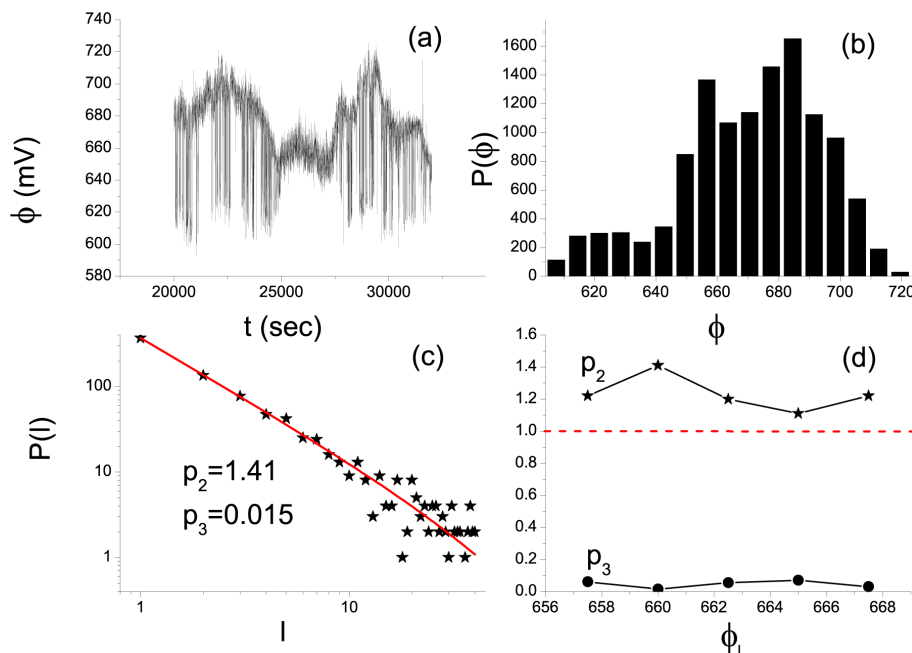 (a)
ϕ (mV)
740
720
700
680
660
640
620
600
580
20000 25000 30000
t (sec)
(b)
P(ϕ)
1600
1400
1200
1000
800
600
400
200
0
620 640 660 680 700 720
ϕ
(c)
P(l)
100
10
1
p2=1.41
p3=0.015
1 10
l
(d)
1.6
1.4
1.2
1.0
0.8
0.6
0.4
0.2
0.0
p2
p3
656 658 660 662 664 666 668
ϕL